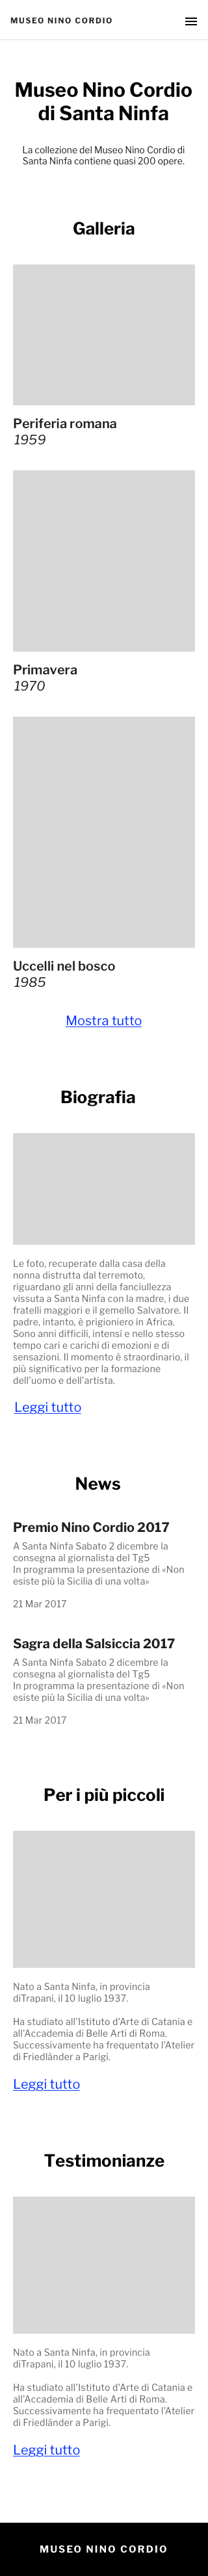 MUSEO NINO CORDIO
Museo Nino Cordio
di Santa Ninfa
La collezione del Museo Nino Cordio di
Santa Ninfa contiene quasi 200 opere.
Galleria
Periferia romana
1959
Primavera
1970
Uccelli nel bosco
1985
Mostra tutto
Biografia
Le foto, recuperate dalla casa della
nonna distrutta dal terremoto,
riguardano gli anni della fanciullezza
vissuta a Santa Ninfa con la madre, i due
fratelli maggiori e il gemello Salvatore. Il
padre, intanto, è prigioniero in Africa.
Sono anni difficili, intensi e nello stesso
tempo cari e carichi di emozioni e di
sensazioni. Il momento è straordinario, il
più significativo per la formazione
dell'uomo e dell'artista.
Leggi tutto
News
Premio Nino Cordio 2017
A Santa Ninfa Sabato 2 dicembre la
consegna al giornalista del Tg5
In programma la presentazione di «Non
esiste più la Sicilia di una volta»
21 Mar 2017
Sagra della Salsiccia 2017
A Santa Ninfa Sabato 2 dicembre la
consegna al giornalista del Tg5
In programma la presentazione di «Non
esiste più la Sicilia di una volta»
21 Mar 2017
Per i più piccoli
Nato a Santa Ninfa, in provincia
diTrapani, il 10 luglio 1937.
Ha studiato all'Istituto d'Arte di Catania e
all'Accademia di Belle Arti di Roma.
Successivamente ha frequentato l'Atelier
di Friedländer a Parigi.
Leggi tutto
Testimonianze
Nato a Santa Ninfa, in provincia
diTrapani, il 10 luglio 1937.
Ha studiato all'Istituto d'Arte di Catania e
all'Accademia di Belle Arti di Roma.
Successivamente ha frequentato l'Atelier
di Friedländer a Parigi.
Leggi tutto
MUSEO NINO CORDIO